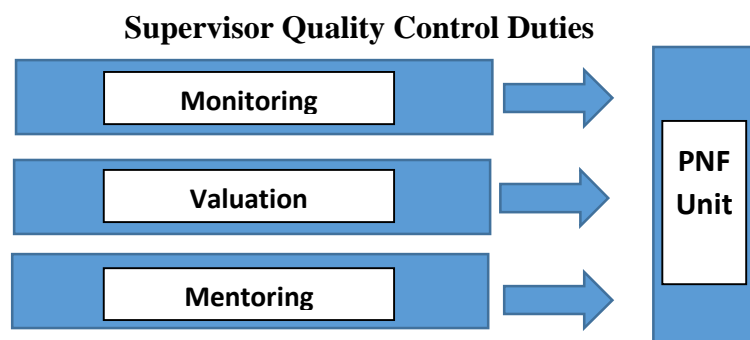 Supervisor Quality Control Duties
Monitoring
Valuation
Mentoring
PNF
Unit